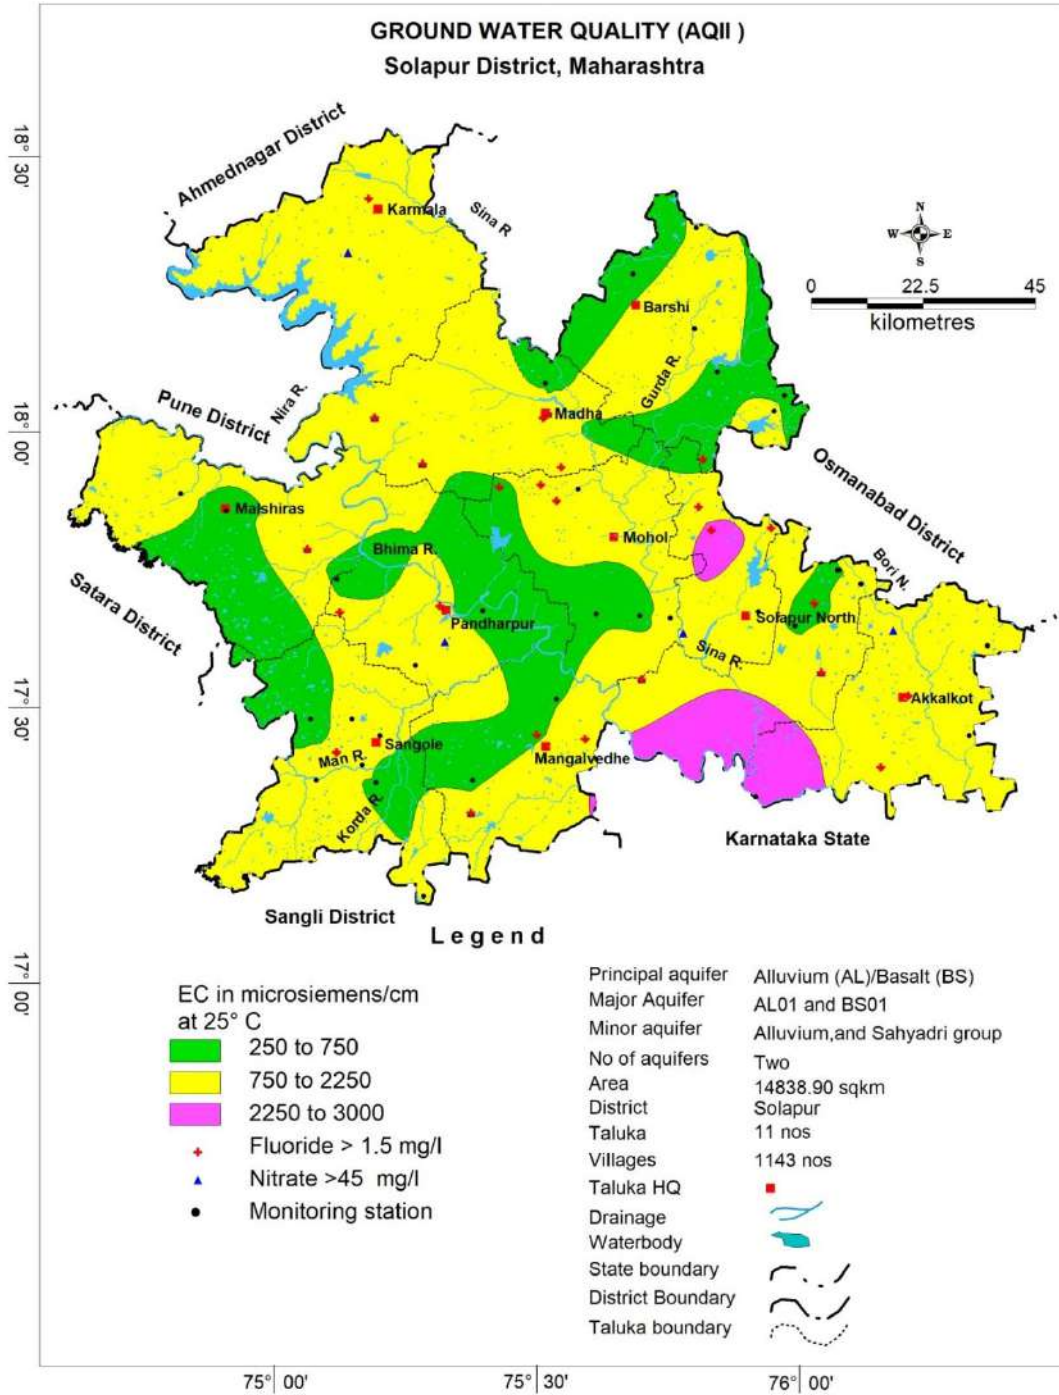 GROUND WATER QUALITY (AQII )
Solapur District, Maharashtra
Ahmednagar District
18° 30'
Karmala
Sina R
N
W E
S
0 22.5 45
kilometres
Barshi
Gurda R.
Nira R.
Pune District
Madha
18° 00'
Osmanabad District
Malshiras
Mohol
Bhima R.
Bori N.
Satara District
Pandharpur
Solapur North
Sina R.
17° 30'
Akkalkot
Sangole
Man R.
Mangalvedhe
Korda R.
Karnataka State
Sangli District
Legend
17° 00'
EC in microsiemens/cm
at 25° C
250 to 750
750 to 2250
2250 to 3000
Fluoride > 1.5 mg/l
Nitrate >45 mg/l
Monitoring station
Principal aquifer Alluvium (AL)/Basalt (BS)
Major Aquifer AL01 and BS01
Minor aquifer Alluvium,and Sahyadri group
No of aquifers Two
Area 14838.90 sqkm
District Solapur
Taluka 11 nos
Villages 1143 nos
Taluka HQ
Drainage
Waterbody
State boundary
District Boundary
Taluka boundary
75° 00' 75° 30' 76° 00'